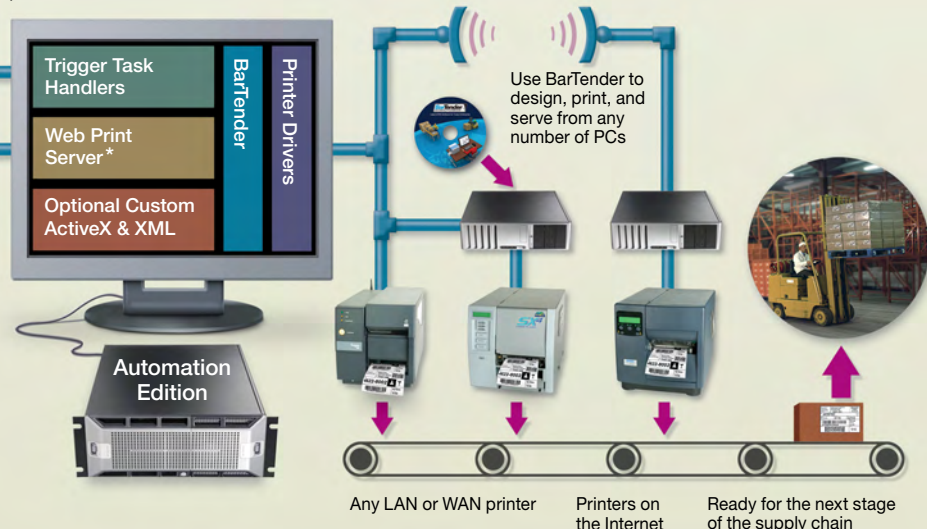 Trigger Task
Handlers
Web Print
Server*
Optional Custom
ActiveX & XML
BarTender
Printer Drivers
Automation
Edition
Use BarTender to
design, print, and
serve from any
number of PCs
BarTender
Any LAN or WAN printer
Printers on
the Internet
Ready for the next stage
of the supply chain